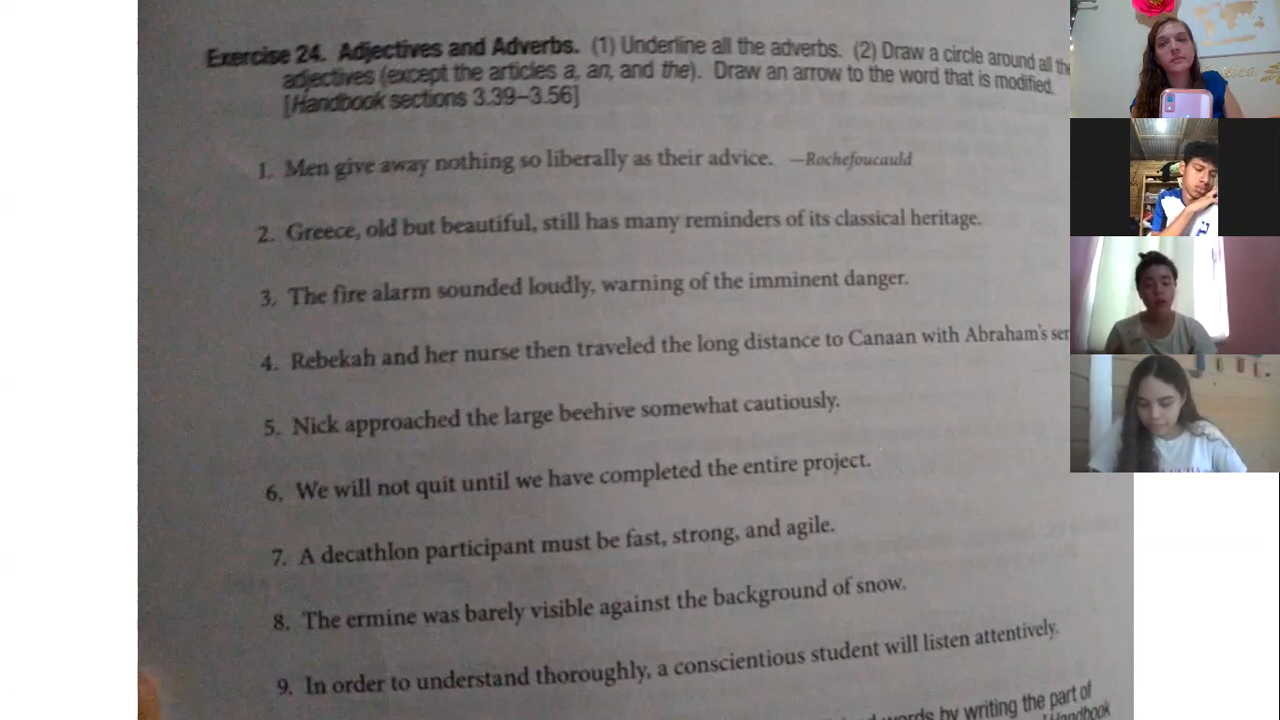 Exercise 24. Adjectives and Adverbs. (1) Underline all the adverbs. (2) Draw a circle around all the
adjectives (except the articles a, an, and the). Draw an arrow to the word that is modified.
[Handbook sections 3.39–3.56]
1. Men give away nothing so liberally as their advice. —Rochefoucauld
2. Greece, old but beautiful, still has many reminders of its classical heritage.
3. The fire alarm sounded loudly, warning of the imminent danger.
4. Rebekah and her nurse then traveled the long distance to Canaan with Abraham's ser
5. Nick approached the large beehive somewhat cautiously.
6. We will not quit until we have completed the entire project.
7. A decathlon participant must be fast, strong, and agile.
8. The ermine was barely visible against the background of snow.
9. In order to understand thoroughly, a conscientious student will listen attentively.
words by writing the part of
Handbook